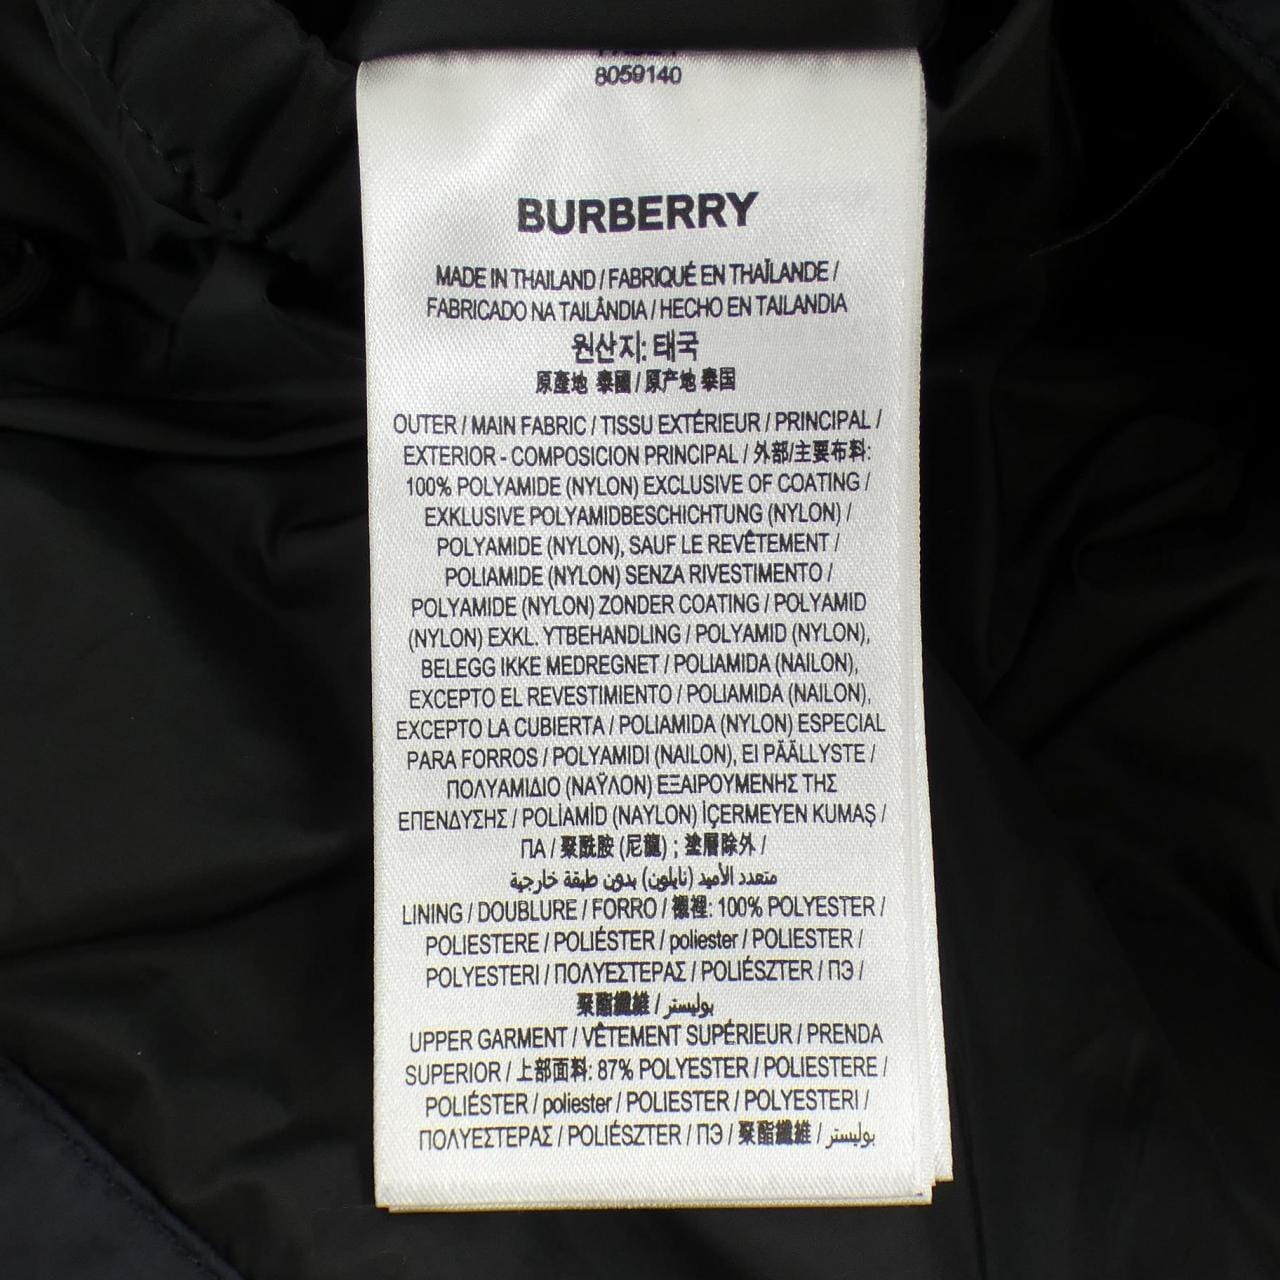 8059140
BURBERRY
MADE IN THAILAND / FABRIQUÉ EN THAÏLANDE /
FABRICADO NA TAILÂNDIA / HECHO EN TAILANDIA
원산지: 태국
原產地 泰國 / 原产地 泰国
OUTER / MAIN FABRIC / TISSU EXTÉRIEUR / PRINCIPAL /
EXTERIOR - COMPOSICION PRINCIPAL / 外部/主要布料:
100% POLYAMIDE (NYLON) EXCLUSIVE OF COATING /
EXKLUSIVE POLYAMIDBESCHICHTUNG (NYLON) /
POLYAMIDE (NYLON), SAUF LE REVÊTEMENT /
POLIAMIDE (NYLON) SENZA RIVESTIMENTO /
POLYAMIDE (NYLON) ZONDER COATING / POLYAMID
(NYLON) EXKL. YTBEHANDLING / POLYAMID (NYLON),
BELEGG IKKE MEDREGNET / POLIAMIDA (NAILON),
EXCEPTO EL REVESTIMIENTO / POLIAMIDA (NAILON),
EXCEPTO LA CUBIERTA / POLIAMIDA (NYLON) ESPECIAL
PARA FORROS / POLYAMIDI (NAILON), EI PÄÄLLYSTE /
ΠΟΛΥΑΜΙΔΙΟ (ΝΑΫΛΟΝ) ΕΞΑΙΡΟΥΜΕΝΗΣ ΤΗΣ
ΕΠΕΝΔΥΣΗΣ / POLİAMİD (NAYLON) İÇERMEYEN KUMAŞ /
ПА / 聚酰胺 (尼龍) ; 塗層除外 /
متعدد الأميد (نايلون) بدون طبقة خارجية
LINING / DOUBLURE / FORRO / 襯裡: 100% POLYESTER /
POLIESTERE / POLIÉSTER / poliester / POLIESTER /
POLYESTERI / ΠΟΛΥΕΣΤΕΡΑΣ / POLIÉSZTER / ПЭ /
聚酯纖維 / بوليستر
UPPER GARMENT / VÊTEMENT SUPÉRIEUR / PRENDA
SUPERIOR / 上部面料: 87% POLYESTER / POLIESTERE /
POLIÉSTER / poliester / POLIESTER / POLYESTERI /
ΠΟΛΥΕΣΤΕΡΑΣ / POLIÉSZTER / ПЭ / 聚酯纖維 / بوليستر